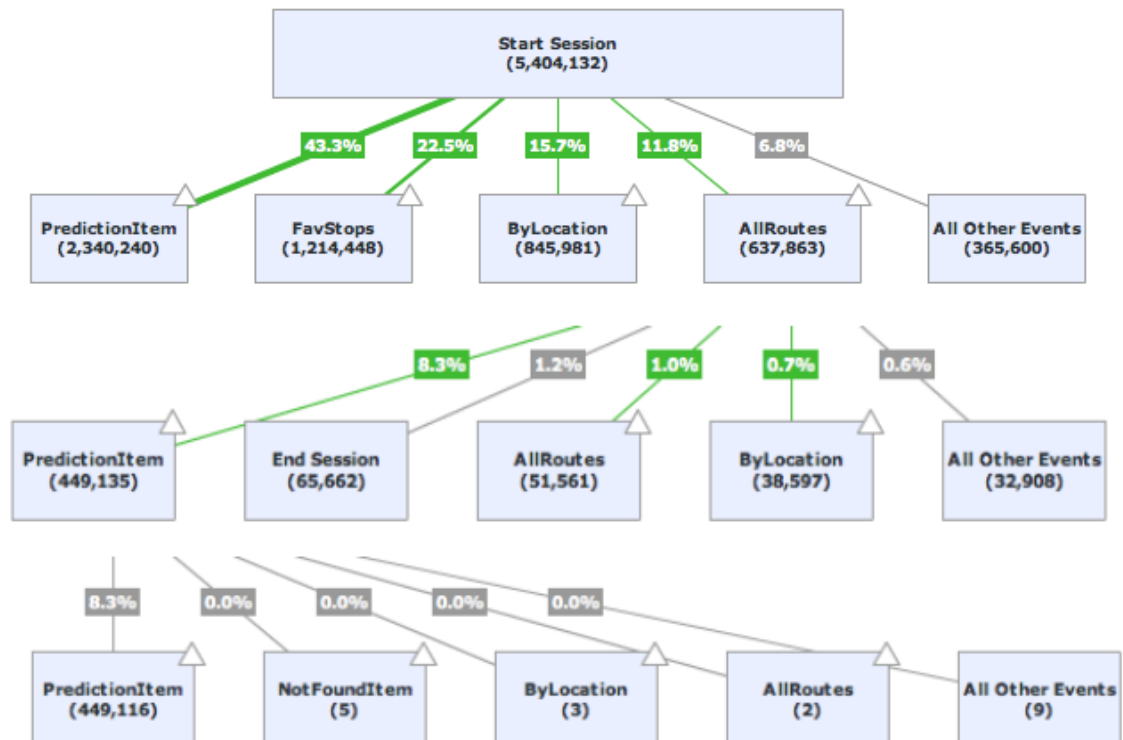 Start Session
(5,404,132)
43.3%
22.5%
15.7%
11.8%
6.8%
PredictionItem
(2,340,240)
FavStops
(1,214,448)
ByLocation
(845,981)
AllRoutes
(637,863)
All Other Events
(365,600)
8.3%
1.2%
1.0%
0.7%
0.6%
PredictionItem
(449,135)
End Session
(65,662)
AllRoutes
(51,561)
ByLocation
(38,597)
All Other Events
(32,908)
8.3%
0.0%
0.0%
0.0%
0.0%
PredictionItem
(449,116)
NotFoundItem
(5)
ByLocation
(3)
AllRoutes
(2)
All Other Events
(9)